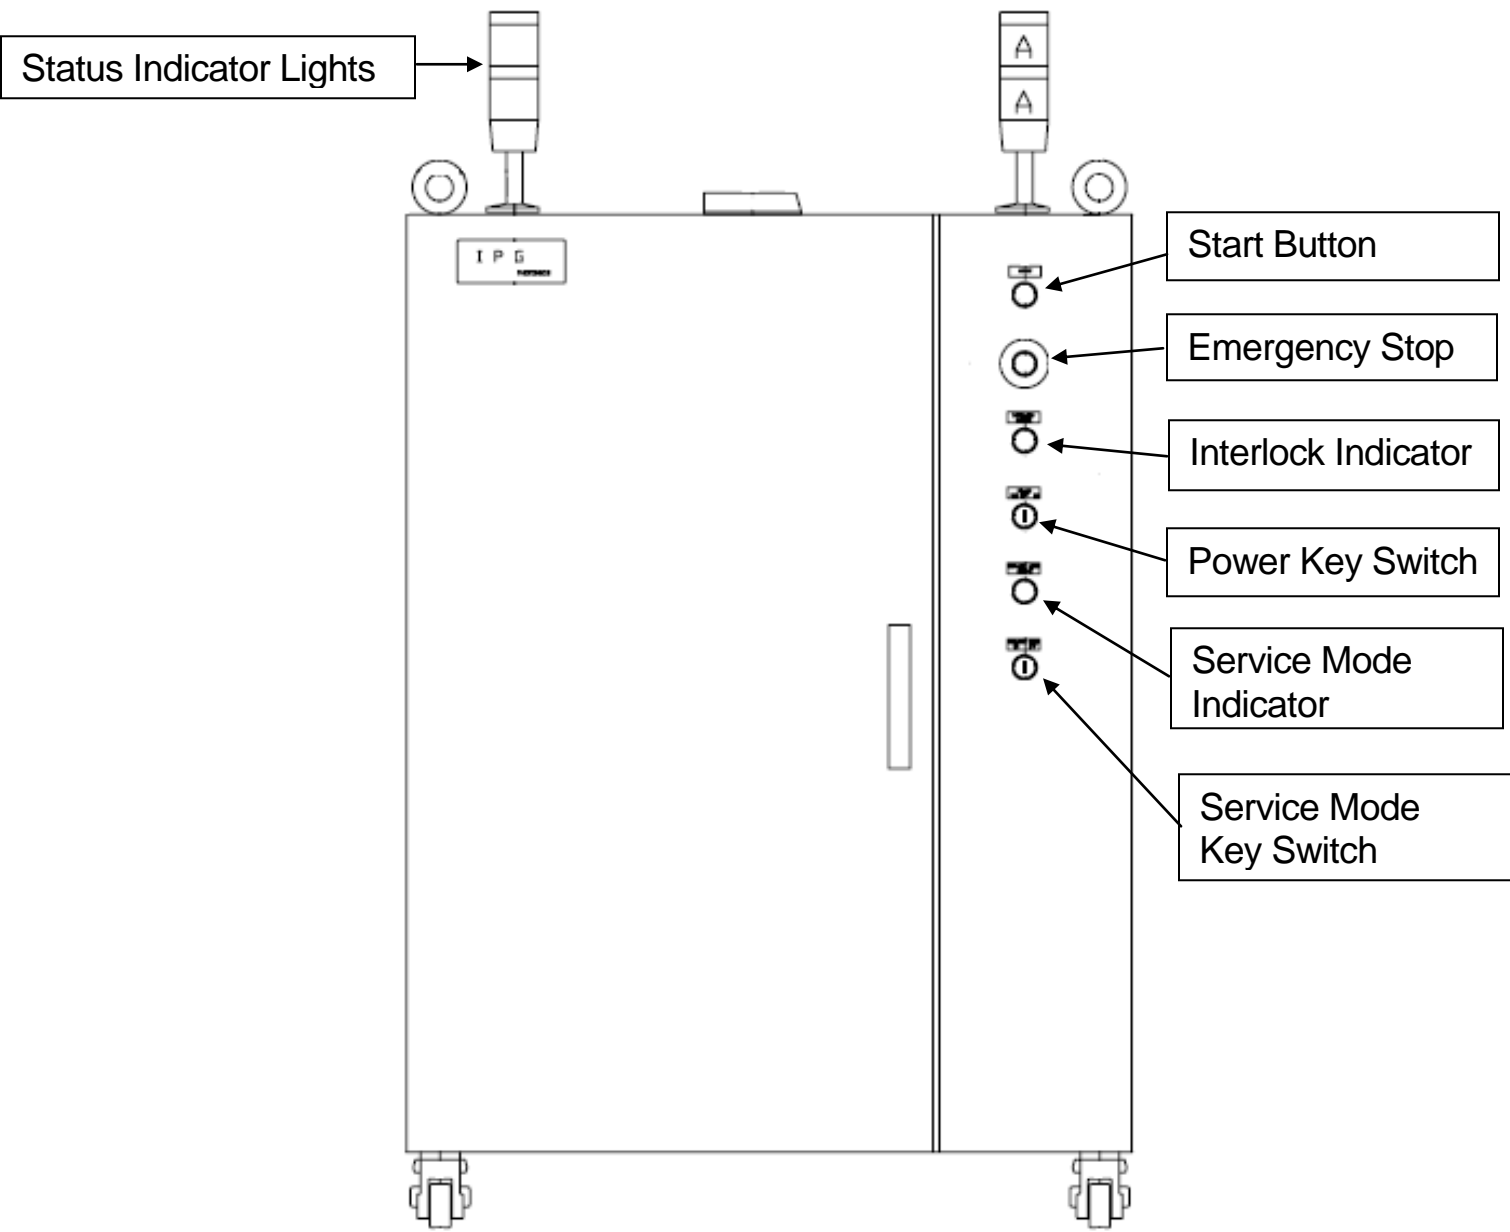 Status Indicator Lights
A
A
I P G
Start Button
Emergency Stop
Interlock Indicator
Power Key Switch
Service Mode
Indicator
Service Mode
Key Switch